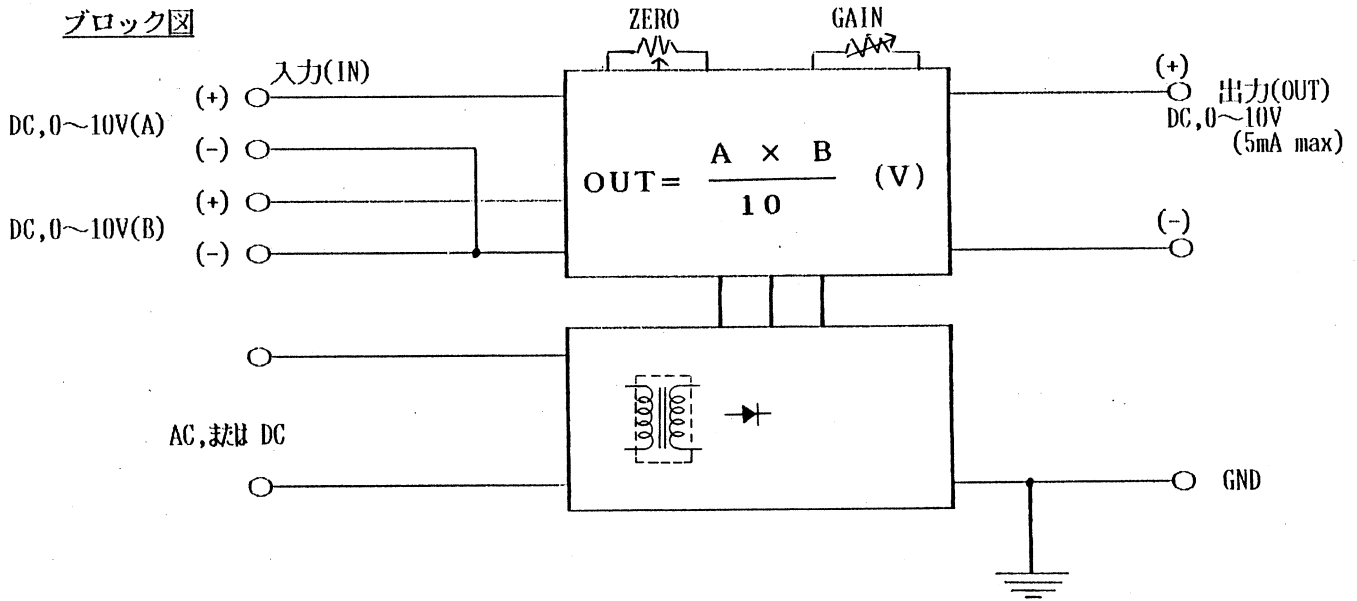 ブロック図
ZERO
GAIN
入力(IN)
(+)
DC,0〜10V(A)
(-)
(+)
DC,0〜10V(B)
(-)
OUT= A × B / 10 (V)
(+)
出力(OUT)
DC,0〜10V
(5mA max)
(-)
AC,または DC
GND